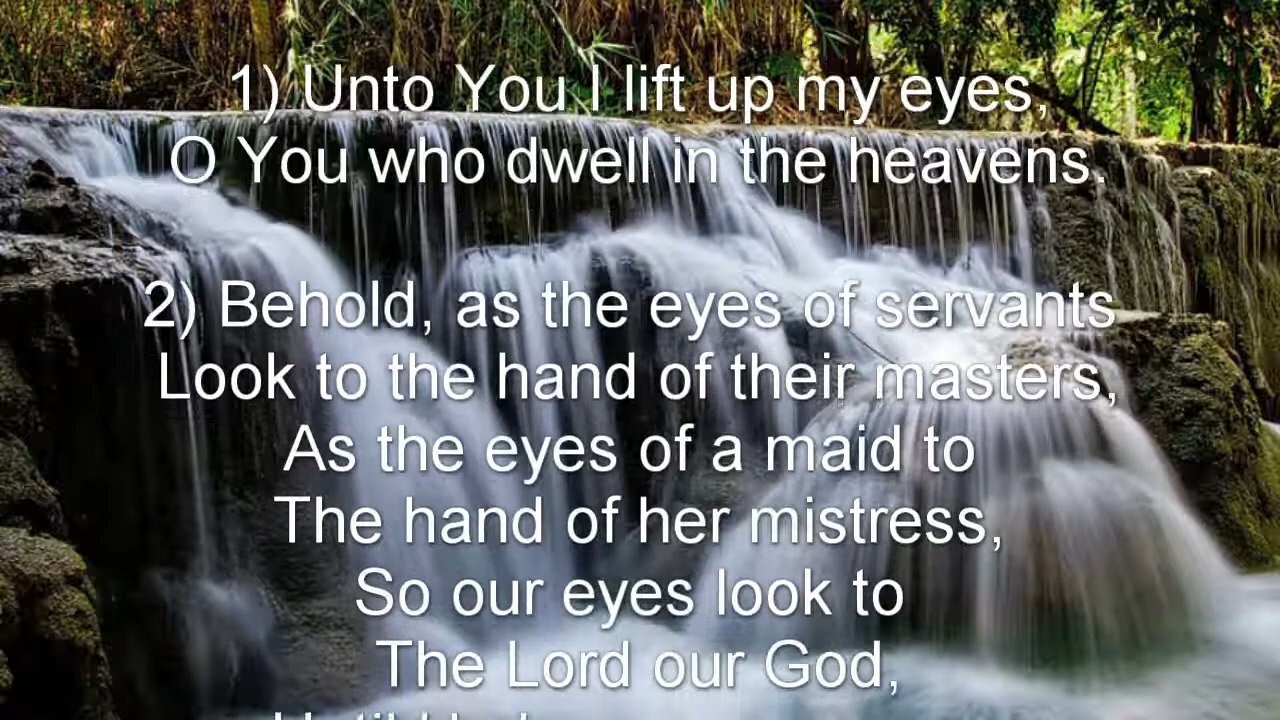 1) Unto You I lift up my eyes,
O You who dwell in the heavens.
2) Behold, as the eyes of servants
Look to the hand of their masters,
As the eyes of a maid to
The hand of her mistress,
So our eyes look to
The Lord our God,